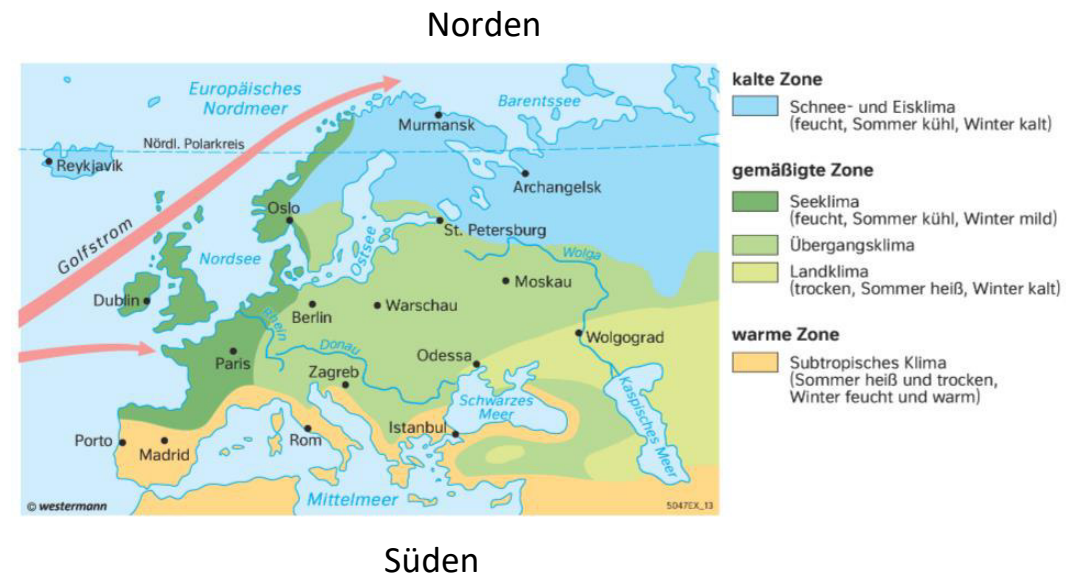 Norden
Europäisches
Nordmeer
Barentssee
Murmansk
Nördl. Polarkreis
Reykjavik
Archangelsk
Oslo
St. Petersburg
Golfstrom
Nordsee
Ostsee
Wolga
Moskau
Dublin
Berlin
Warschau
Rhein
Wolgograd
Paris
Donau
Odessa
Zagreb
Schwarzes
Meer
Kaspisches Meer
Istanbul
Porto
Madrid
Rom
Mittelmeer
© westermann
5047EX_13
kalte Zone
Schnee- und Eisklima
(feucht, Sommer kühl, Winter kalt)
gemäßigte Zone
Seeklima
(feucht, Sommer kühl, Winter mild)
Übergangsklima
Landklima
(trocken, Sommer heiß, Winter kalt)
warme Zone
Subtropisches Klima
(Sommer heiß und trocken,
Winter feucht und warm)
Süden